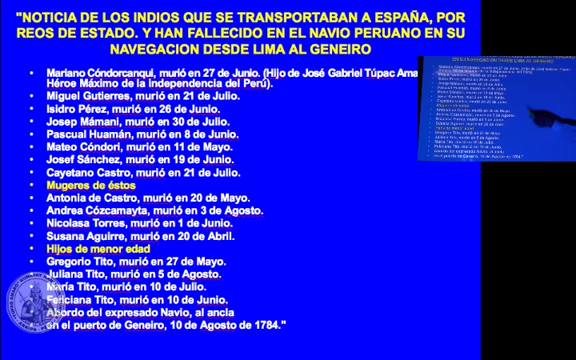 "NOTICIA DE LOS INDIOS QUE SE TRANSPORTABAN A ESPAÑA, POR
REOS DE ESTADO. Y HAN FALLECIDO EN EL NAVIO PERUANO EN SU
NAVEGACION DESDE LIMA AL GENEIRO
• Mariano Cóndorcanqui, murió en 27 de Junio. (Hijo de José Gabriel Túpac Ama
Héroe Máximo de la independencia del Perú).
• Miguel Gutierres, murió en 21 de Julio.
• Isidro Pérez, murió en 26 de Junio.
• Josep Mámani, murió en 30 de Julio.
• Pascual Huamán, murió en 8 de Junio.
• Mateo Cóndori, murió en 11 de Mayo.
• Josef Sánchez, murió en 19 de Junio.
• Cayetano Castro, murió en 21 de Julio.
• Mugeres de éstos
• Antonia de Castro, murió en 20 de Mayo.
• Andrea Cózcamayta, murió en 3 de Agosto.
• Nicolasa Torres, murió en 1 de Junio.
• Susana Aguirre, murió en 20 de Abril.
• Hijos de menor edad
• Gregorio Tito, murió en 27 de Mayo.
• Juliana Tito, murió en 5 de Agosto.
María Tito, murió en 10 de Julio.
Feliciana Tito, murió en 10 de Junio.
Abordo del expresado Navio, al ancla
en el puerto de Geneiro, 10 de Agosto de 1784."